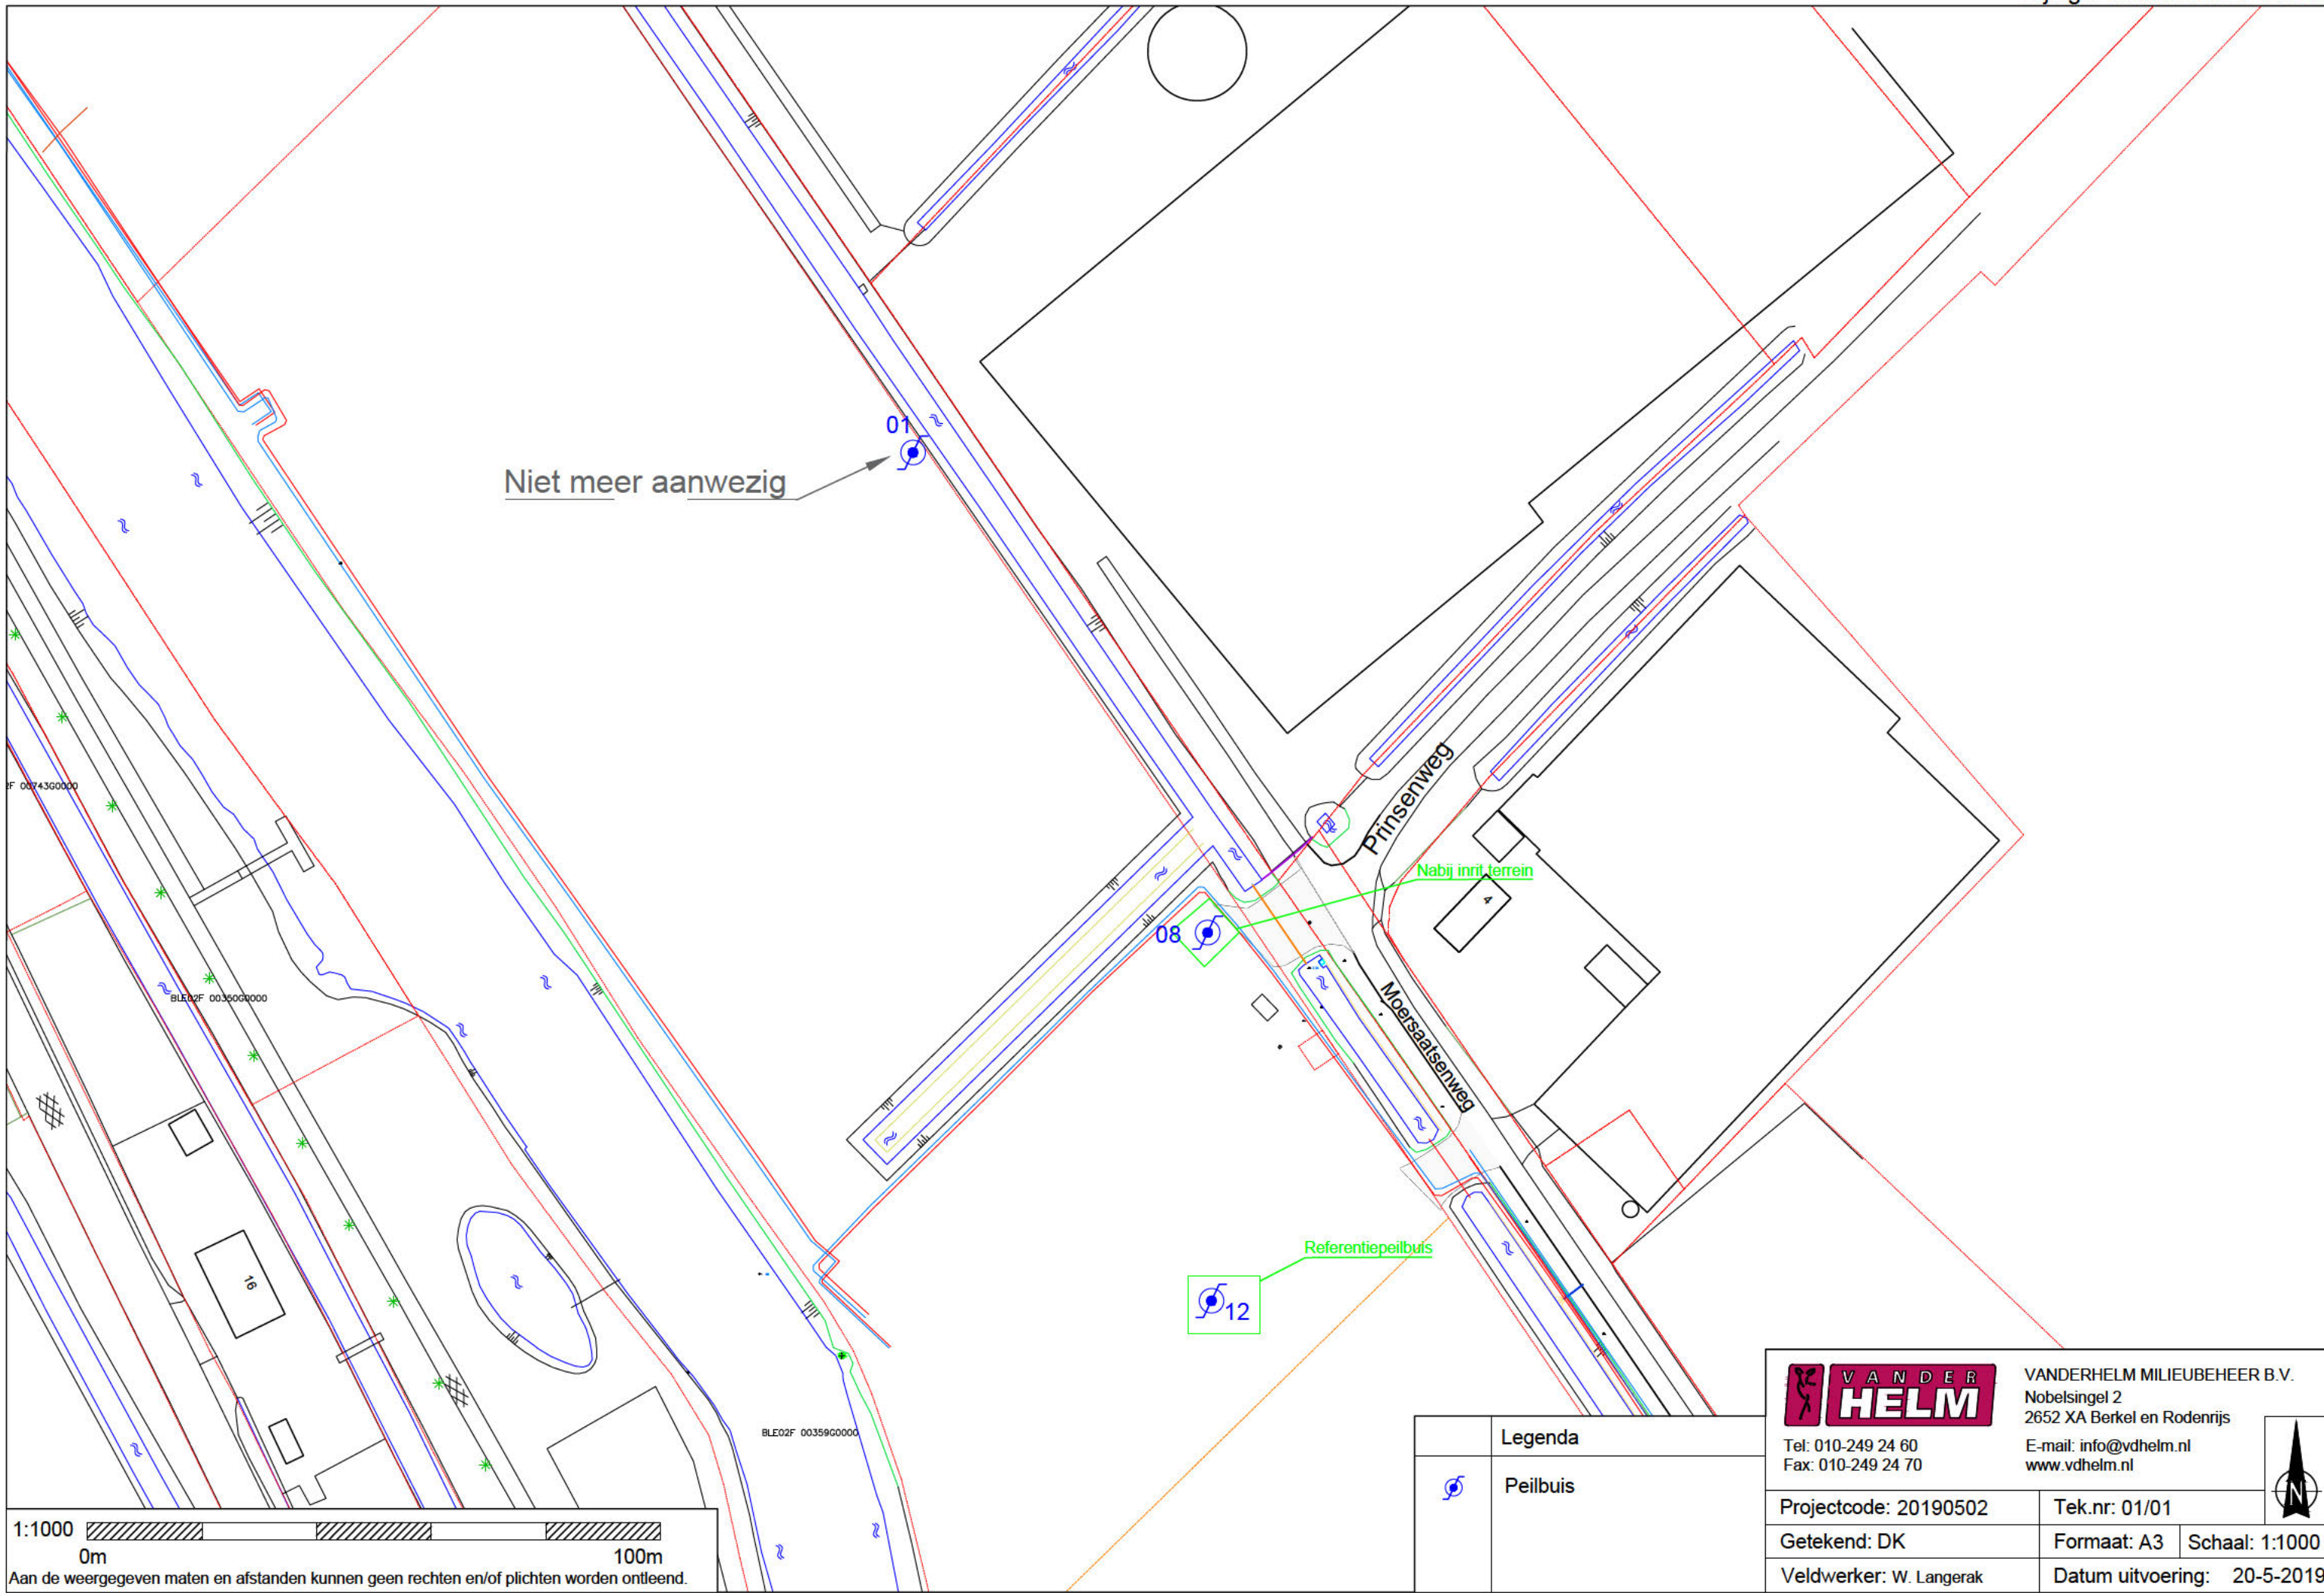 01
Niet meer aanwezig
Prinsenweg
Nabij inrit terrein
4
08
Moersaatsenweg
BLE02F 00350G0000
Referentiepeilbuis
12
16
BLE02F 00359G0000
Legenda
Peilbuis
VANDER
HELM
VANDERHELM MILIEUBEHEER B.V.
Nobelsingel 2
2652 XA Berkel en Rodenrijs
Tel: 010-249 24 60
Fax: 010-249 24 70
E-mail: info@vdhelm.nl
www.vdhelm.nl
N
Projectcode: 20190502
Tek.nr: 01/01
Getekend: DK
Formaat: A3
Schaal: 1:1000
Veldwerker: W. Langerak
Datum uitvoering: 20-5-2019
1:1000
0m
100m
Aan de weergegeven maten en afstanden kunnen geen rechten en/of plichten worden ontleend.